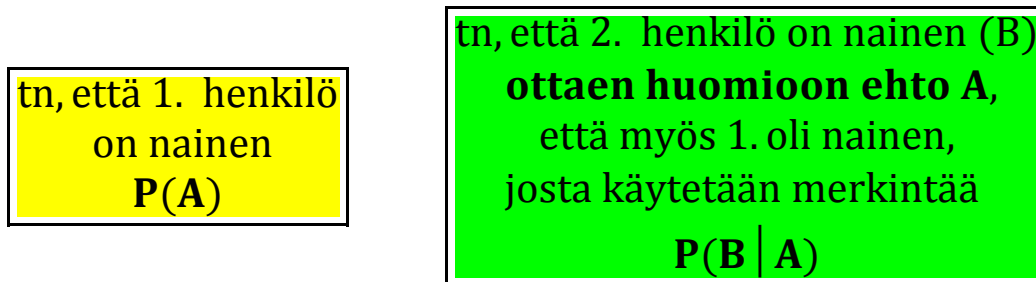 tn, että 1. henkilö
on nainen
P(A)
tn, että 2. henkilö on nainen (B)
ottaen huomioon ehto A,
että myös 1. oli nainen,
josta käytetään merkintää
P(B | A)